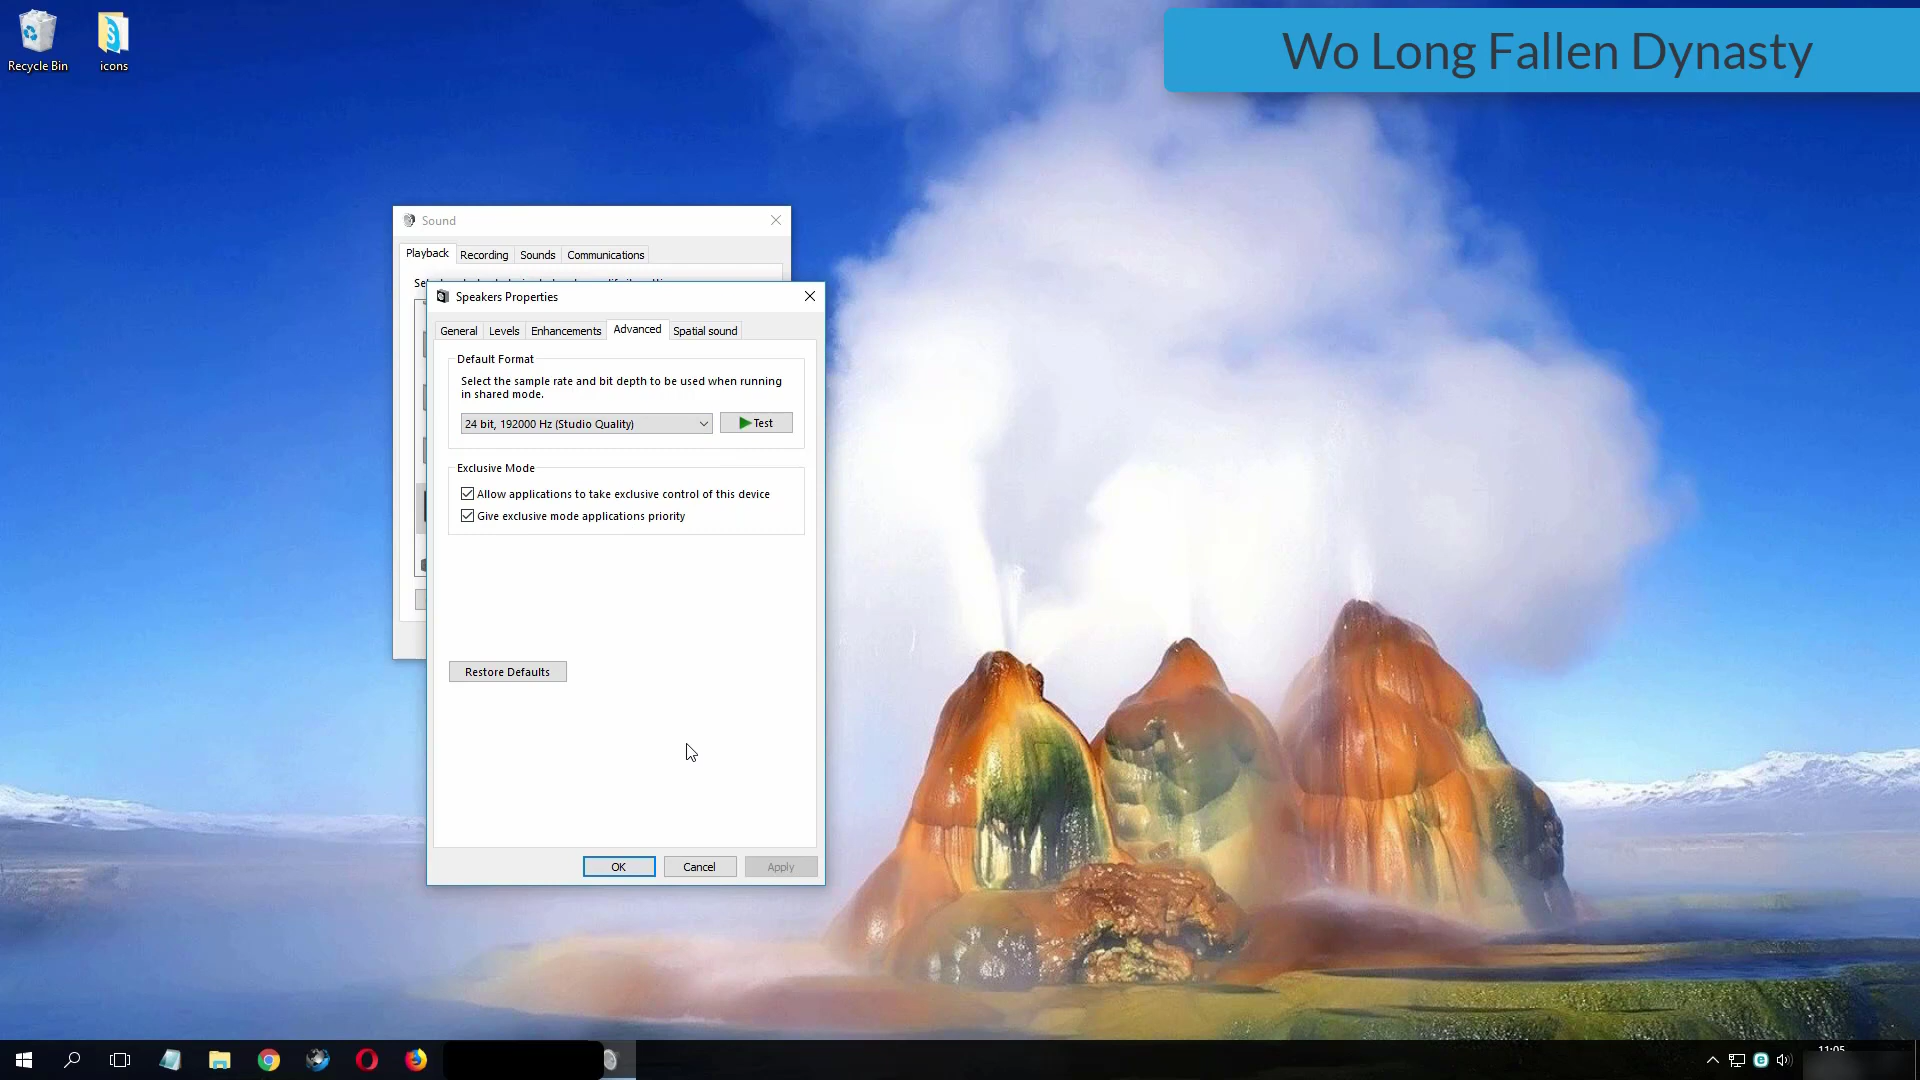 Recycle Bin
icons
Wo Long Fallen Dynasty
Sound
Playback
Recording
Sounds
Communications
Speakers Properties
General
Levels
Enhancements
Advanced
Spatial sound
Default Format
Select the sample rate and bit depth to be used when running
in shared mode.
24 bit, 192000 Hz (Studio Quality)
Test
Exclusive Mode
Allow applications to take exclusive control of this device
Give exclusive mode applications priority
Restore Defaults
OK
Cancel
Apply
11:05